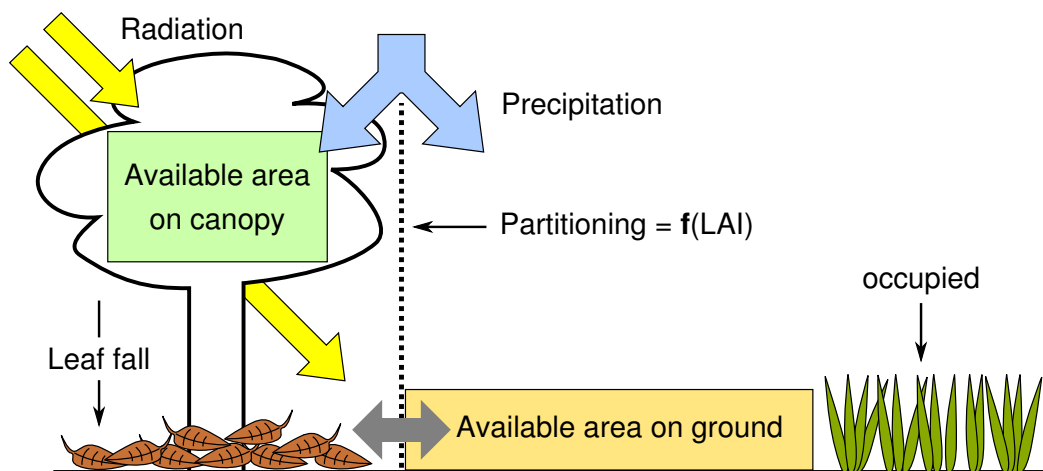 Radiation
Precipitation
Available area
on canopy
Partitioning = f(LAI)
occupied
Leaf fall
Available area on ground